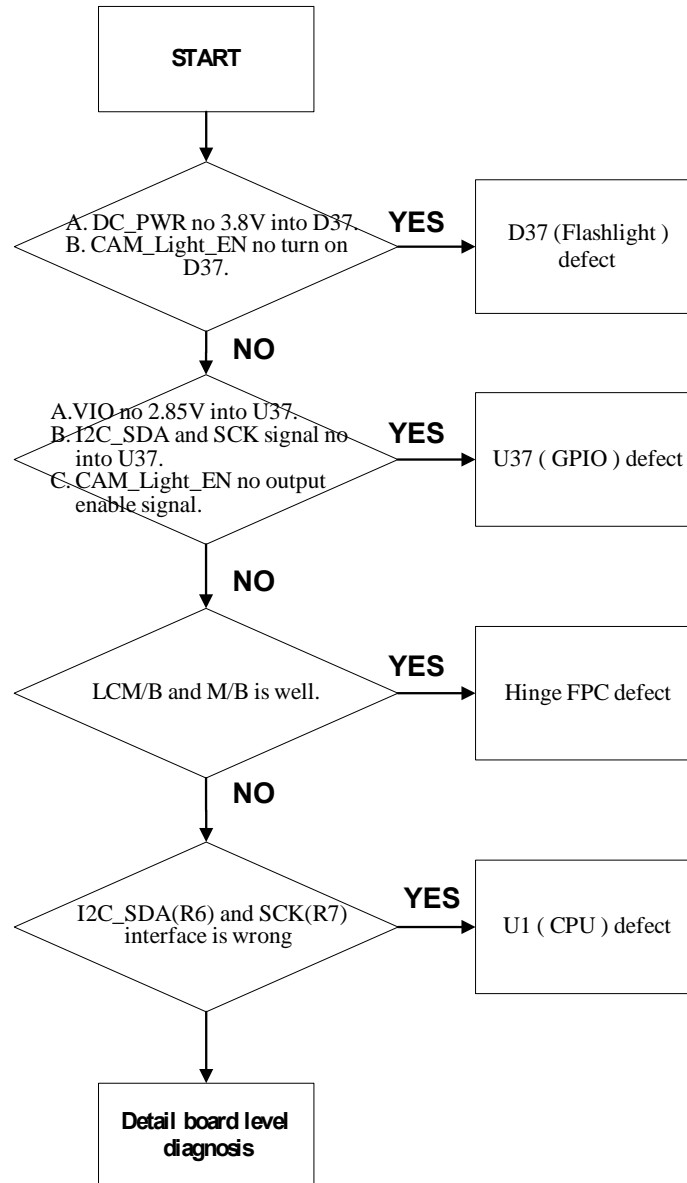 START
A. DC_PWR no 3.8V into D37.
B. CAM_Light_EN no turn on
D37.
YES
D37 (Flashlight )
defect
NO
A.VIO no 2.85V into U37.
B. I2C_SDA and SCK signal no
into U37.
C. CAM_Light_EN no output
enable signal.
YES
U37 ( GPIO ) defect
NO
LCM/B and M/B is well.
YES
Hinge FPC defect
NO
I2C_SDA(R6) and SCK(R7)
interface is wrong
YES
U1 ( CPU ) defect
Detail board level
diagnosis